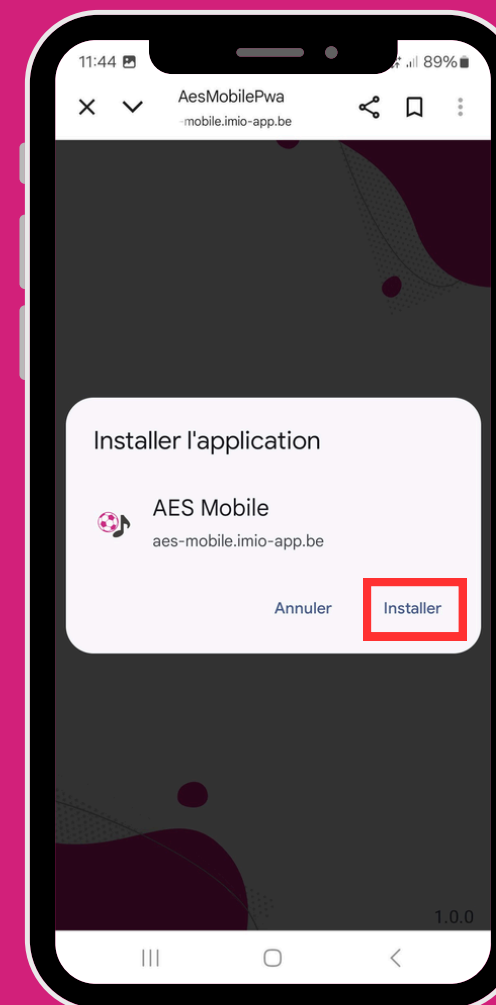 11:44 89%
AesMobilePwa
-mobile.imio-app.be
Installer l'application
AES Mobile
aes-mobile.imio-app.be
Annuler Installer
1.0.0